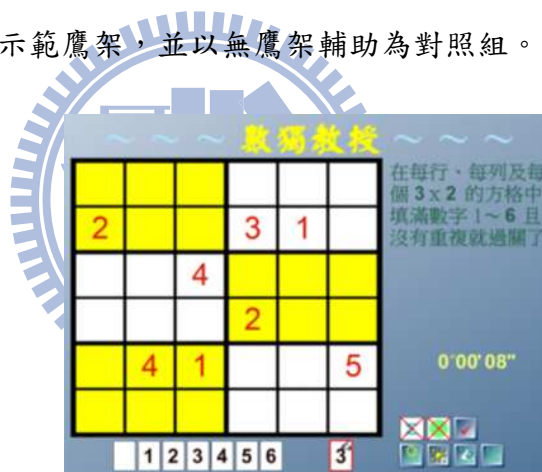 示範鷹架，並以無鷹架輔助為對照組。
～ ～ ～ 數獨教授 ～ ～ ～
在每行、每列及每
個 3 x 2 的方格中
填滿數字 1～6 且
沒有重複就過關了
2 3 1
4
2
4 1 5
0°00'08"
1 2 3 4 5 6 3